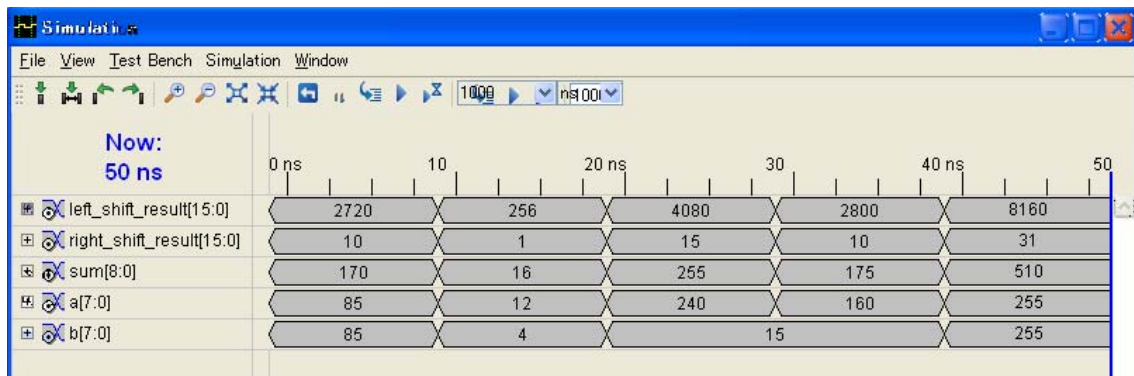 Simulation
File View Test Bench Simulation Window
1000 ns
Now:
50 ns
0 ns 10 20 ns 30 40 ns 50
left_shift_result[15:0] 2720 256 4080 2800 8160
right_shift_result[15:0] 10 1 15 10 31
sum[8:0] 170 16 255 175 510
a[7:0] 85 12 240 160 255
b[7:0] 85 4 15 255